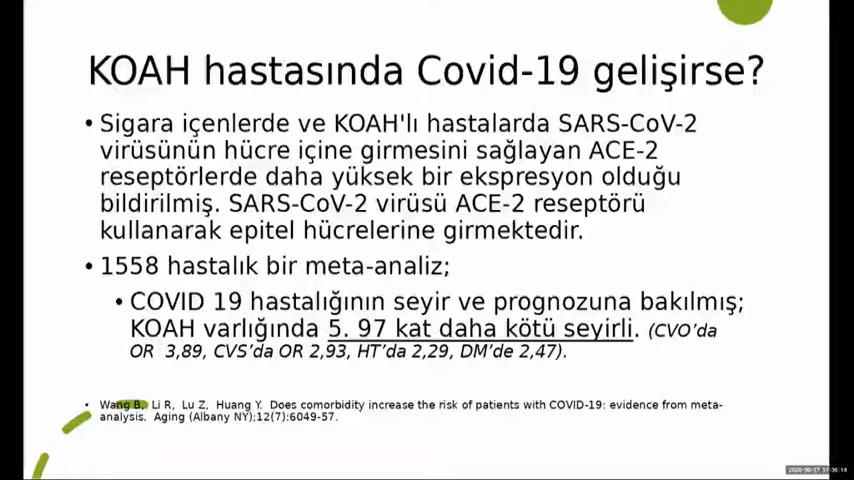 KOAH hastasında Covid-19 gelişirse?
• Sigara içenlerde ve KOAH'lı hastalarda SARS-CoV-2
virüsünün hücre içine girmesini sağlayan ACE-2
reseptörlerde daha yüksek bir ekspresyon olduğu
bildirilmiş. SARS-CoV-2 virüsü ACE-2 reseptörü
kullanarak epitel hücrelerine girmektedir.
• 1558 hastalık bir meta-analiz;
• COVID 19 hastalığının seyir ve prognozuna bakılmış;
KOAH varlığında 5. 97 kat daha kötü seyirli. (CVO’da
OR 3,89, CVS’da OR 2,93, HT’da 2,29, DM’de 2,47).
• Wang B, Li R, Lu Z, Huang Y. Does comorbidity increase the risk of patients with COVID-19: evidence from meta-
analysis. Aging (Albany NY);12(7):6049-57.